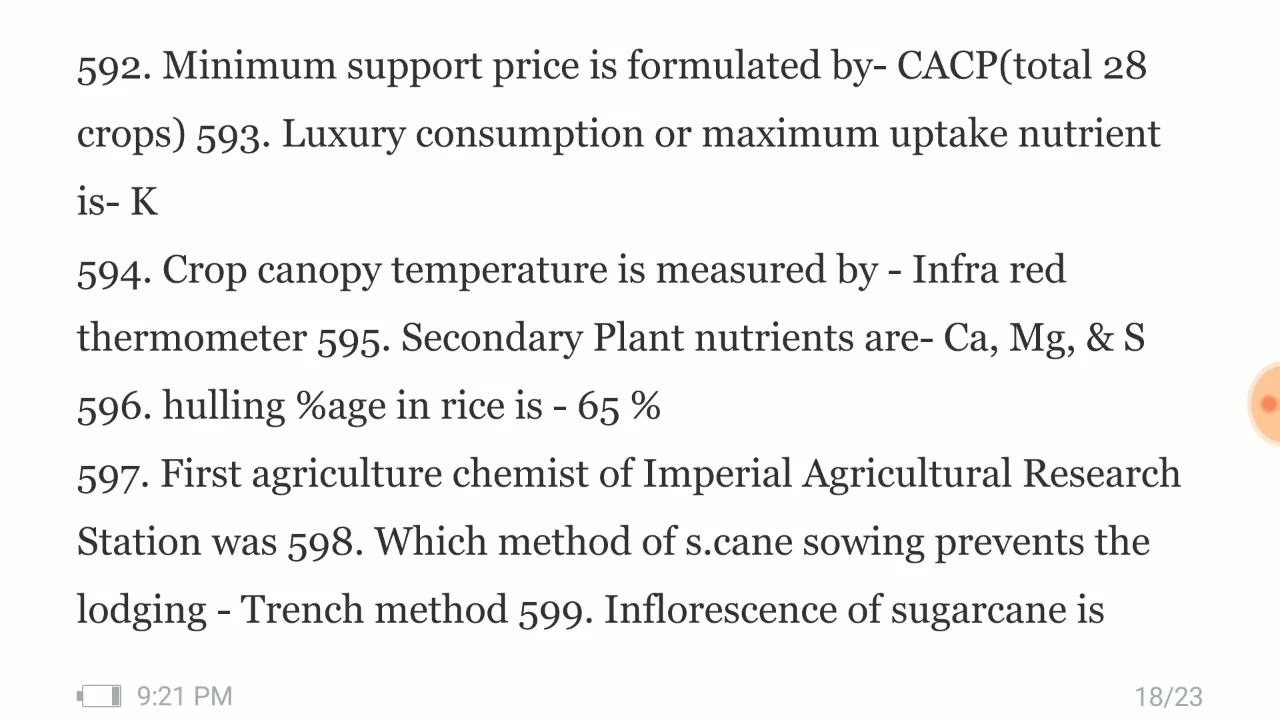 592. Minimum support price is formulated by- CACP(total 28
crops) 593. Luxury consumption or maximum uptake nutrient
is- K
594. Crop canopy temperature is measured by - Infra red
thermometer 595. Secondary Plant nutrients are- Ca, Mg, & S
596. hulling %age in rice is - 65 %
597. First agriculture chemist of Imperial Agricultural Research
Station was 598. Which method of s.cane sowing prevents the
lodging - Trench method 599. Inflorescence of sugarcane is
9:21 PM
18/23